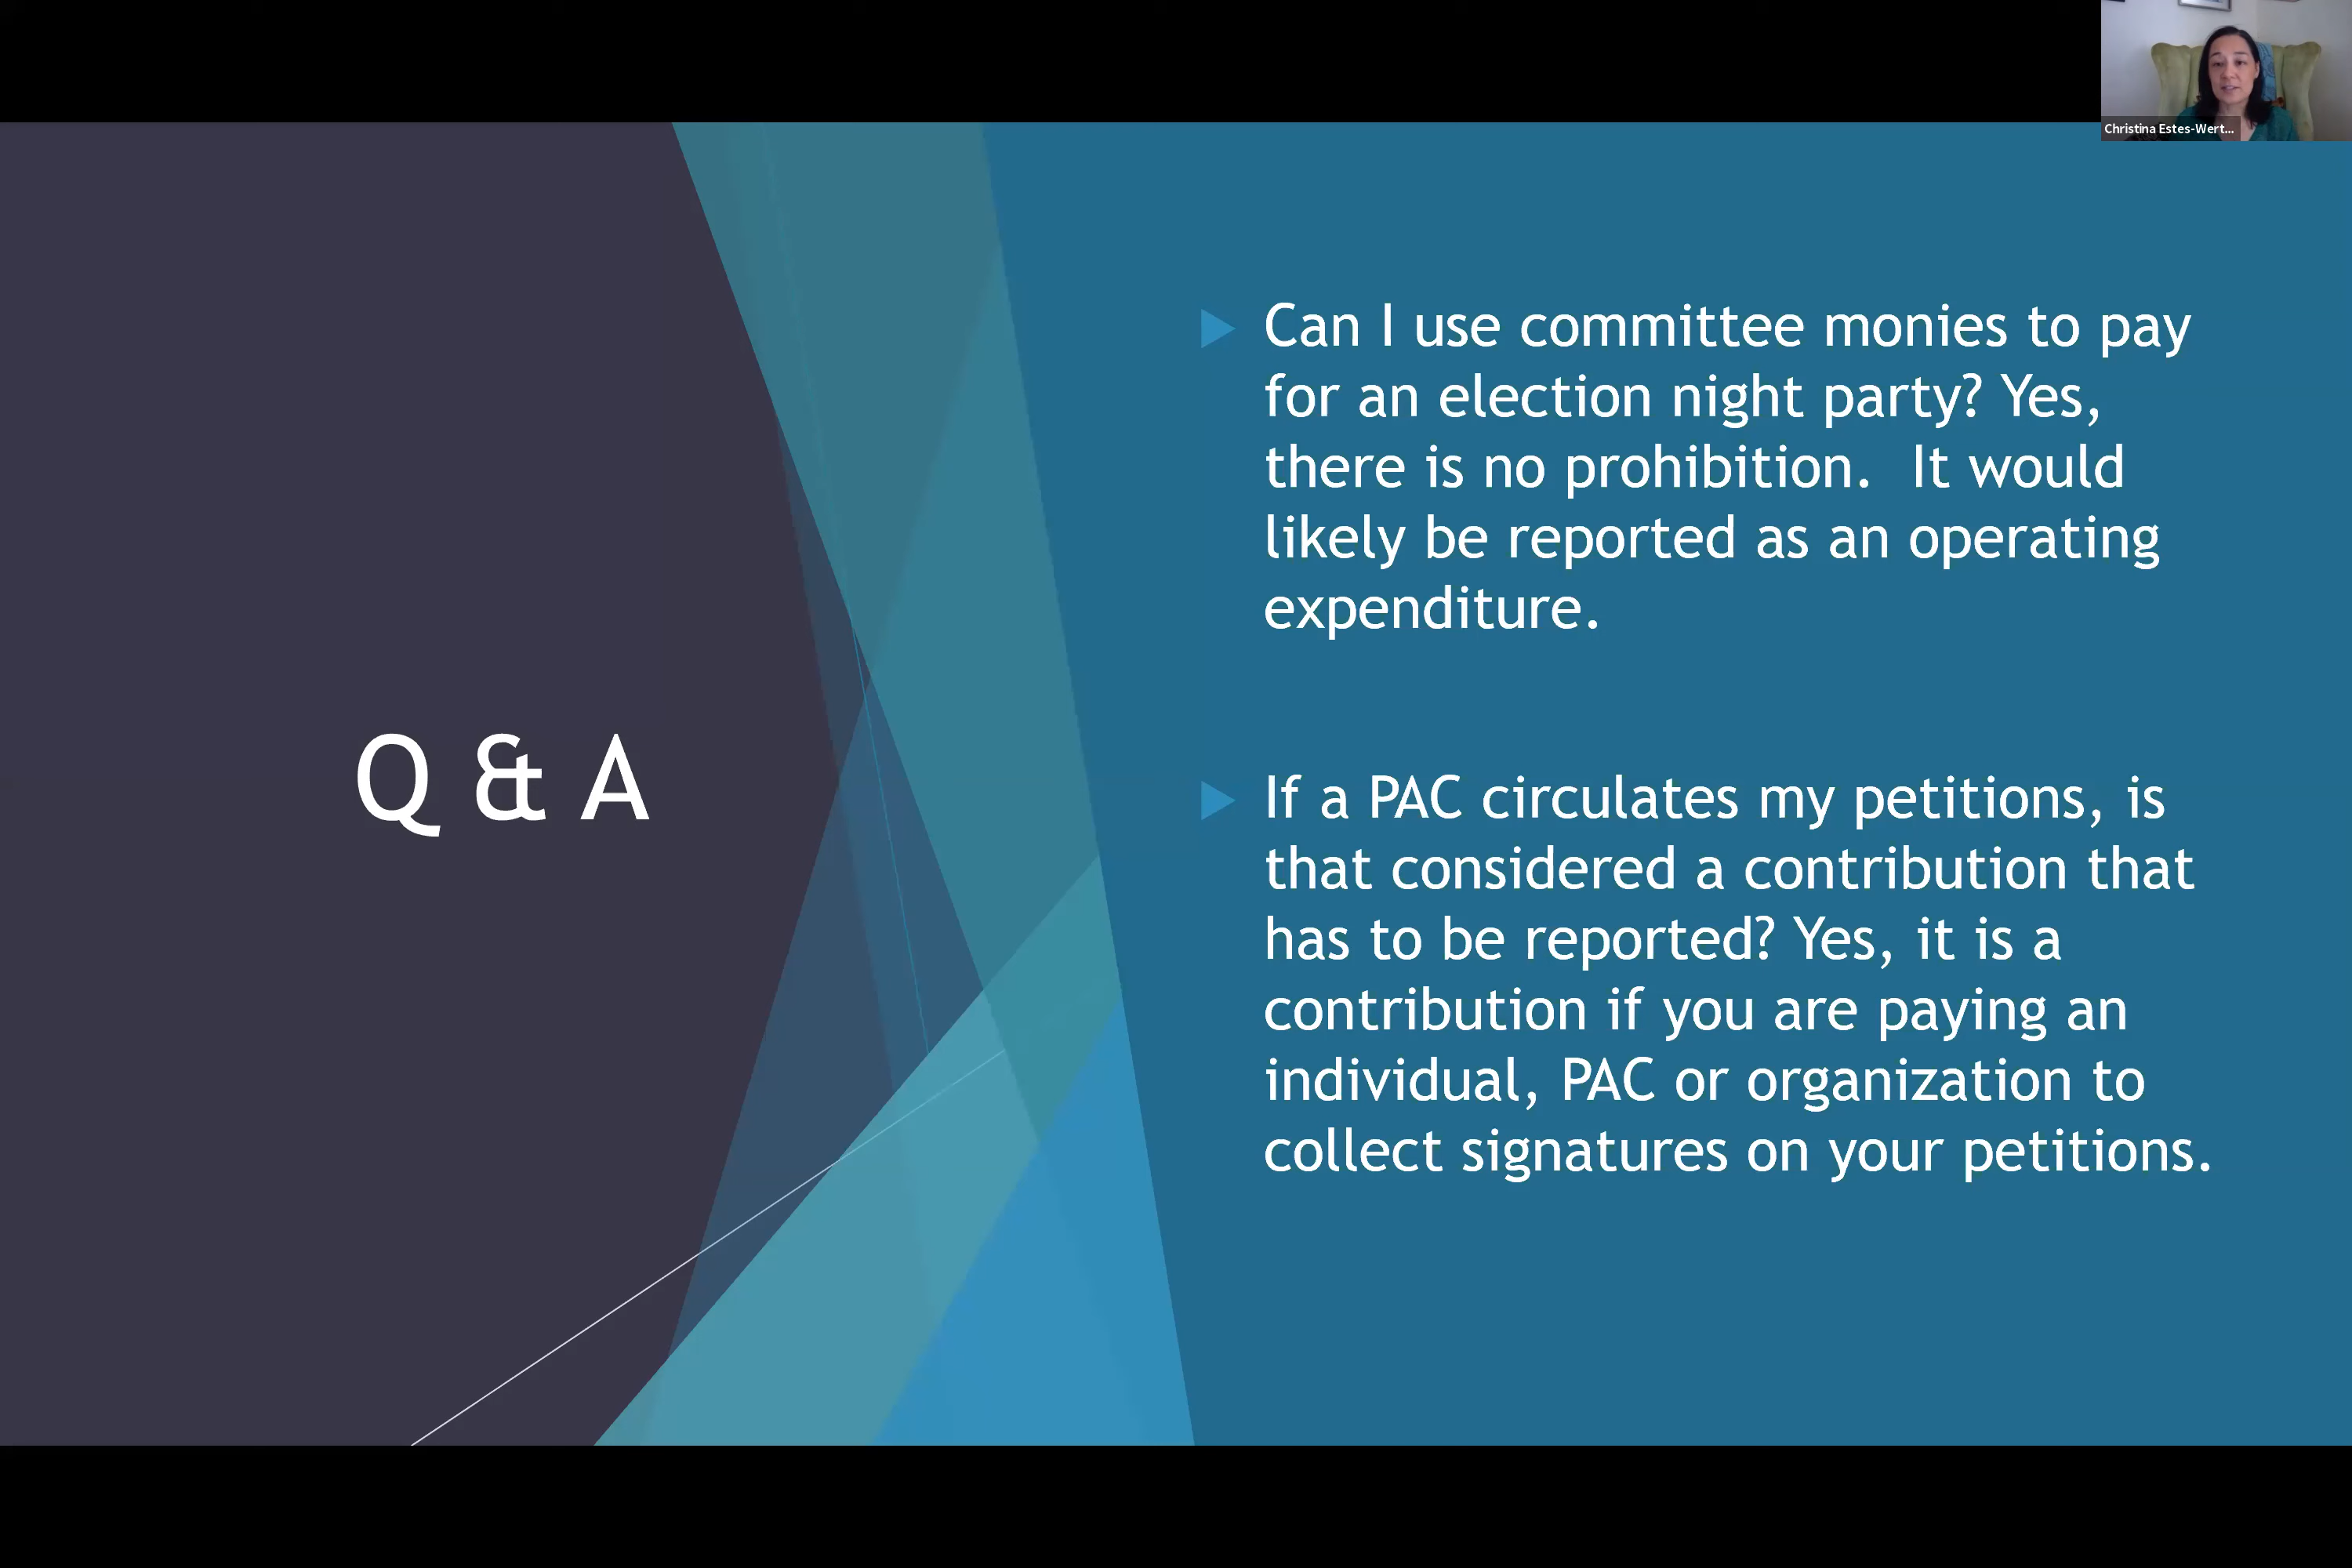 Christina Estes-Wert...
Q & A
Can I use committee monies to pay
for an election night party? Yes,
there is no prohibition.  It would
likely be reported as an operating
expenditure.
If a PAC circulates my petitions, is
that considered a contribution that
has to be reported? Yes, it is a
contribution if you are paying an
individual, PAC or organization to
collect signatures on your petitions.